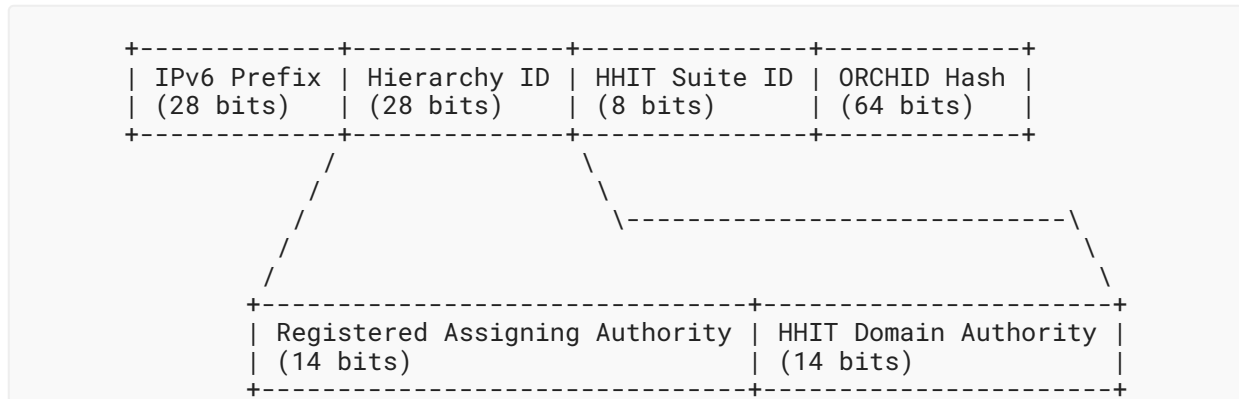 +-------------+--------------+---------------+-------------+
| IPv6 Prefix | Hierarchy ID | HHIT Suite ID | ORCHID Hash |
| (28 bits)   | (28 bits)    | (8 bits)      | (64 bits)   |
+-------------+--------------+---------------+-------------+
             /                \
            /                  \
           /                    \-----------------------------\
          /                                                    \
         /                                                      \
        +--------------------------------+-----------------------+
        | Registered Assigning Authority | HHIT Domain Authority |
        | (14 bits)                      | (14 bits)             |
        +--------------------------------+-----------------------+